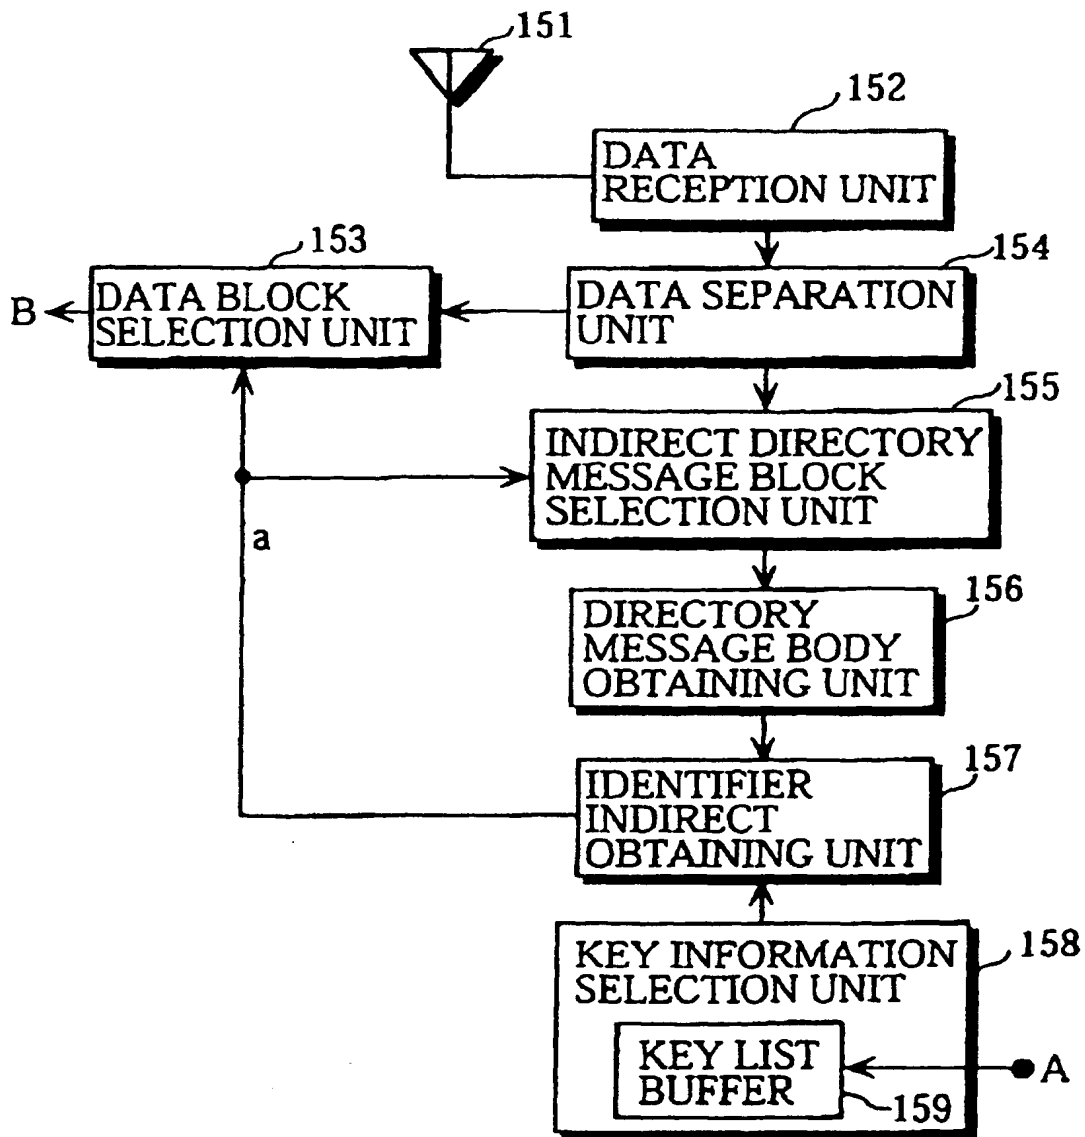 151
152
DATA
RECEPTION UNIT
153
154
B
DATA BLOCK
SELECTION UNIT
DATA SEPARATION
UNIT
155
INDIRECT DIRECTORY
MESSAGE BLOCK
SELECTION UNIT
a
156
DIRECTORY
MESSAGE BODY
OBTAINING UNIT
157
IDENTIFIER
INDIRECT
OBTAINING UNIT
158
KEY INFORMATION
SELECTION UNIT
KEY LIST
BUFFER
A
159